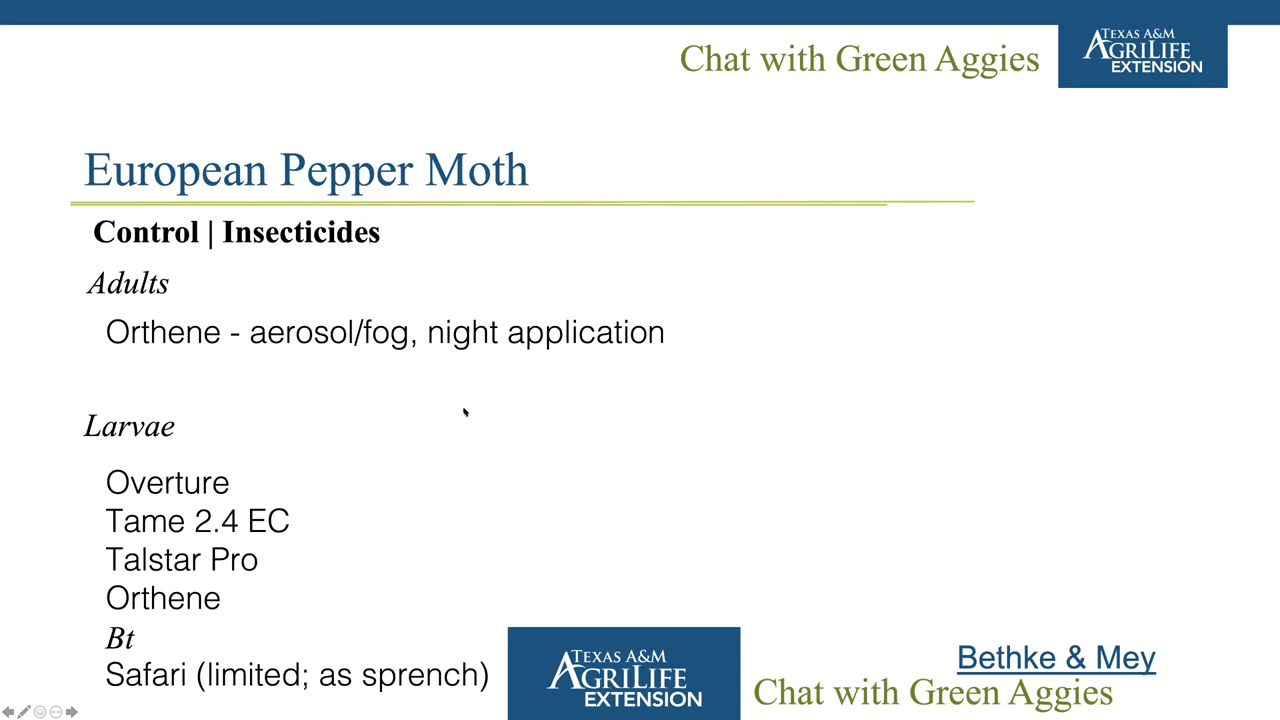 Chat with Green Aggies
TEXAS A&M
AGRILIFE
EXTENSION
European Pepper Moth
Control | Insecticides
Adults
Orthene - aerosol/fog, night application
Larvae
Overture
Tame 2.4 EC
Talstar Pro
Orthene
Bt
Safari (limited; as sprench)
TEXAS A&M
AGRILIFE
EXTENSION
Bethke & Mey
Chat with Green Aggies